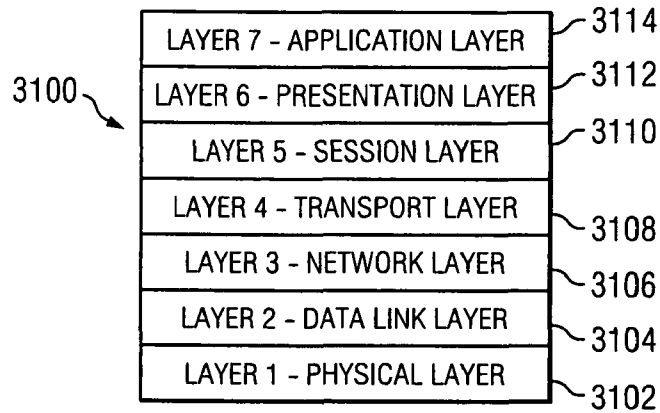 LAYER 7 - APPLICATION LAYER 3114
3112
3100 LAYER 6 - PRESENTATION LAYER
3110
LAYER 5 - SESSION LAYER
LAYER 4 - TRANSPORT LAYER
3108
LAYER 3 - NETWORK LAYER
3106
LAYER 2 - DATA LINK LAYER
3104
LAYER 1 - PHYSICAL LAYER
3102